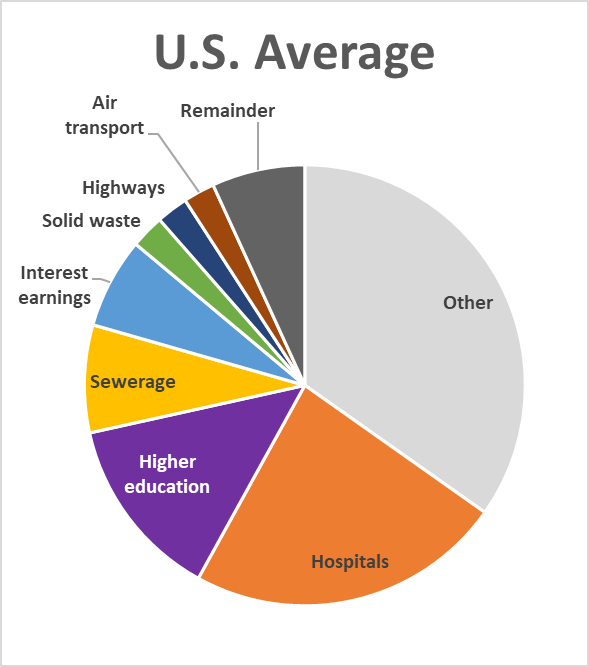 U.S. Average
Air
transport
Remainder
Highways
Solid waste
Interest
earnings
Other
Sewerage
Higher
education
Hospitals